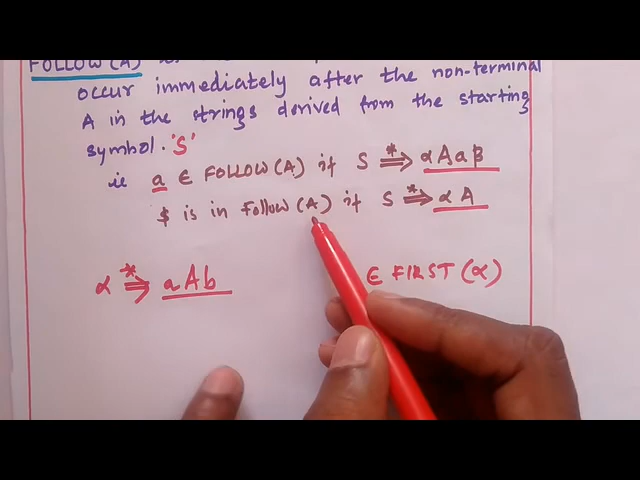 FOLLOW(A)
occur immediately after the non-terminal
A in the strings derived from the starting
symbol. 'S'
ie a ∈ FOLLOW(A) if S *⇒ αAaβ
$ is in Follow(A) if S *⇒ αA
α *⇒ aAb ∈ FIRST(α)